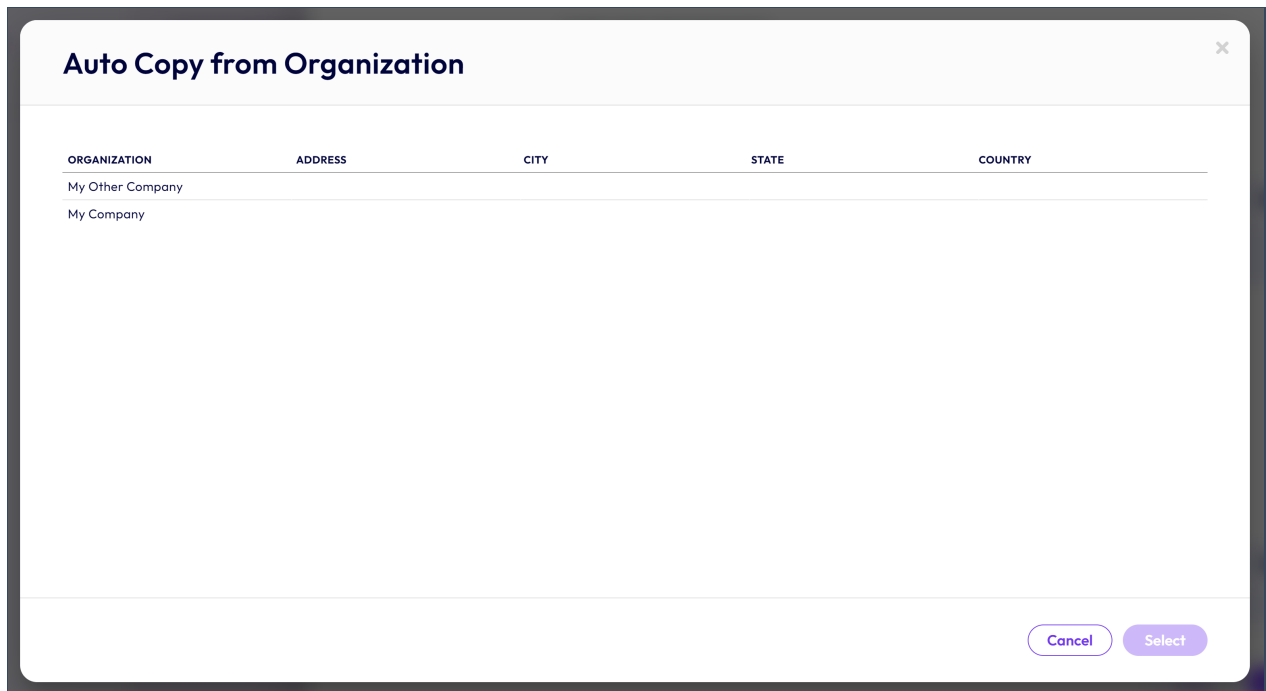 Auto Copy from Organization
ORGANIZATION ADDRESS CITY STATE COUNTRY
My Other Company
My Company
Cancel Select